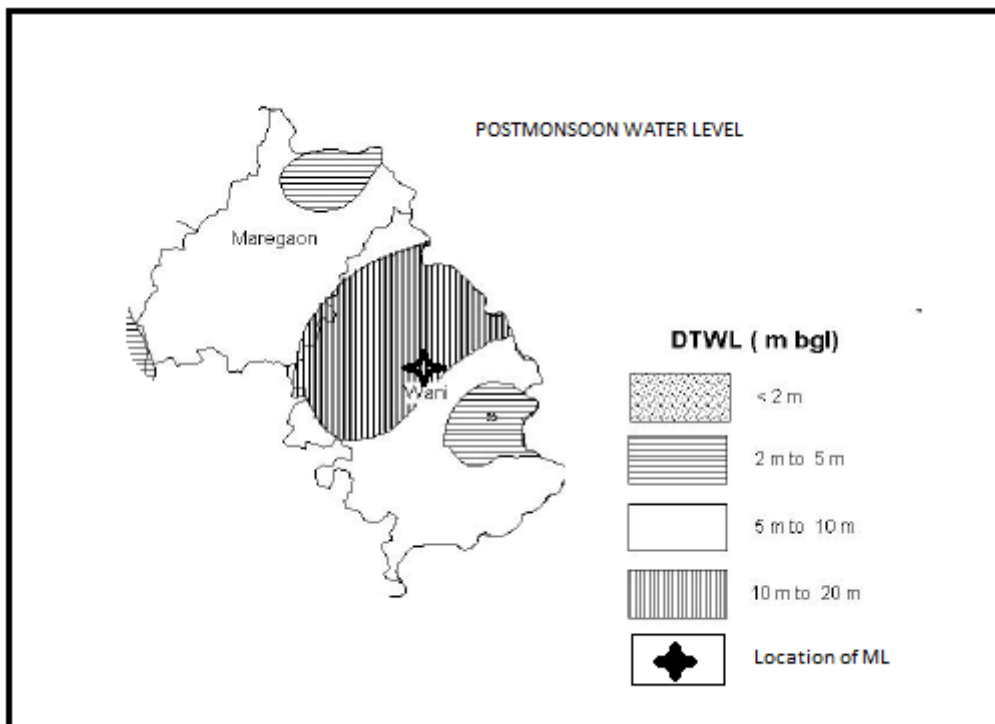 POSTMONSOON WATER LEVEL
Maregaon
Wani
DTWL ( m bgl)
< 2 m
2 m to 5 m
5 m to 10 m
10 m to 20 m
Location of ML